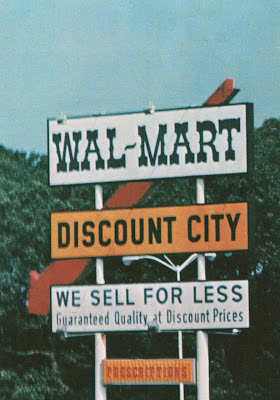 WAL-MART
DISCOUNT CITY
WE SELL FOR LESS
Guaranteed Quality at Discount Prices
PRESCRIPTIONS